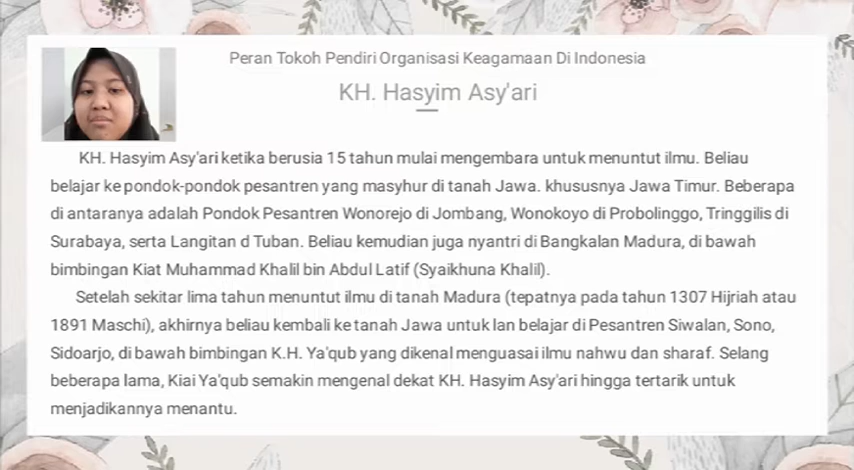 Peran Tokoh Pendiri Organisasi Keagamaan Di Indonesia
KH. Hasyim Asy'ari
KH. Hasyim Asy'ari ketika berusia 15 tahun mulai mengembara untuk menuntut ilmu. Beliau
belajar ke pondok-pondok pesantren yang masyhur di tanah Jawa. khususnya Jawa Timur. Beberapa
di antaranya adalah Pondok Pesantren Wonorejo di Jombang, Wonokoyo di Probolinggo, Tringgilis di
Surabaya, serta Langitan d Tuban. Beliau kemudian juga nyantri di Bangkalan Madura, di bawah
bimbingan Kiat Muhammad Khalil bin Abdul Latif (Syaikhuna Khalil).
Setelah sekitar lima tahun menuntut ilmu di tanah Madura (tepatnya pada tahun 1307 Hijriah atau
1891 Maschi), akhirnya beliau kembali ke tanah Jawa untuk lan belajar di Pesantren Siwalan, Sono,
Sidoarjo, di bawah bimbingan K.H. Ya'qub yang dikenal menguasai ilmu nahwu dan sharaf. Selang
beberapa lama, Kiai Ya'qub semakin mengenal dekat KH. Hasyim Asy'ari hingga tertarik untuk
menjadikannya menantu.